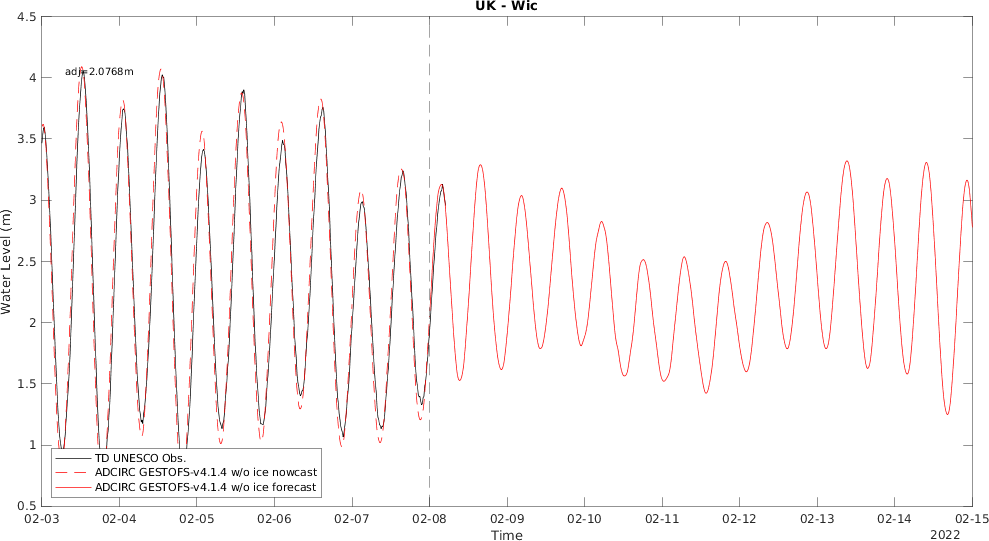 UK - Wic
4.5
4
3.5
3
2.5
2
1.5
1
0.5
Water Level (m)
adj=2.0768m
TD UNESCO Obs.
ADCIRC GESTOFS-v4.1.4 w/o ice nowcast
ADCIRC GESTOFS-v4.1.4 w/o ice forecast
02-03 02-04 02-05 02-06 02-07 02-08 02-09 02-10 02-11 02-12 02-13 02-14 02-15
Time
2022